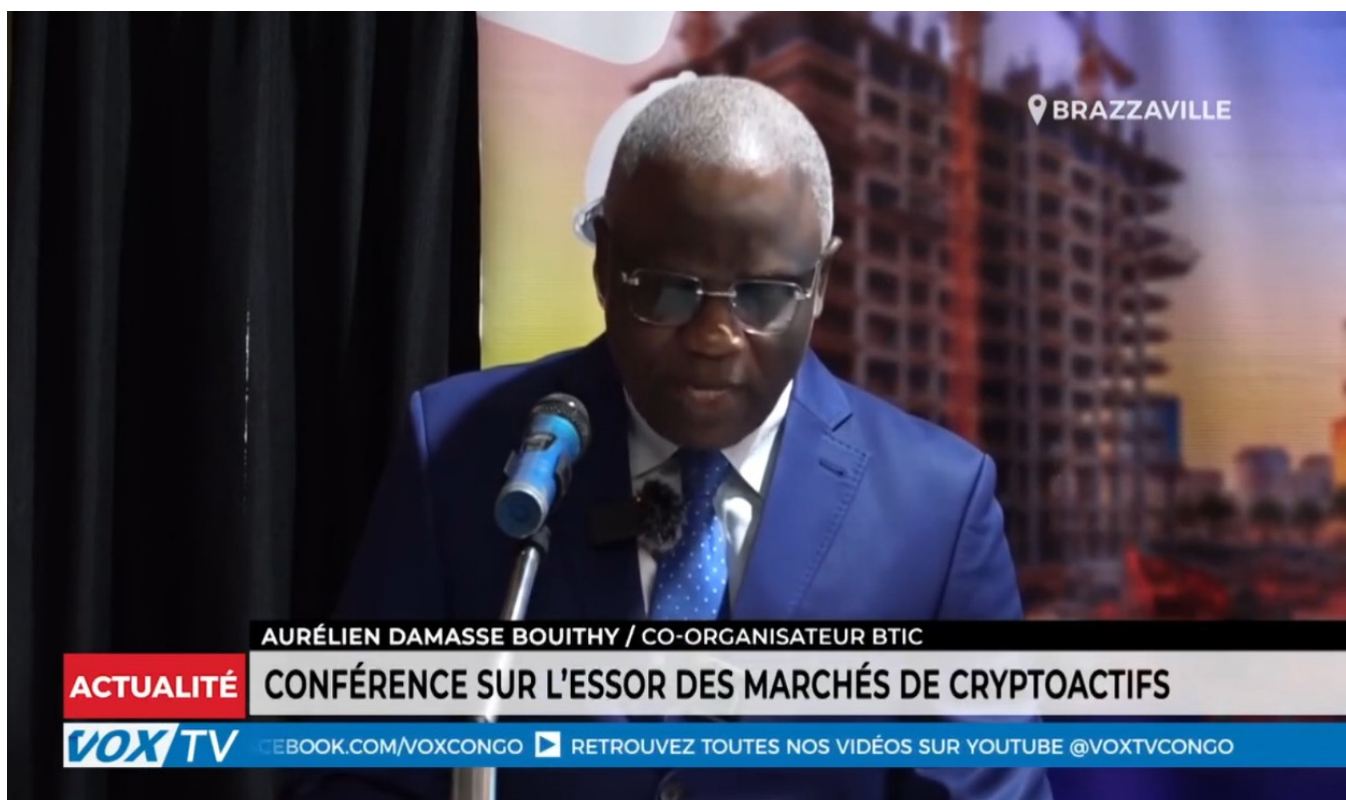 BRAZZAVILLE
AURÉLIEN DAMASSE BOUITHY / CO-ORGANISATEUR BTIC
ACTUALITÉ
CONFÉRENCE SUR L'ESSOR DES MARCHÉS DE CRYPTOACTIFS
VOX TV
CEBOOK.COM/VOXCONGO RETROUVEZ TOUTES NOS VIDÉOS SUR YOUTUBE @VOXTVCONGO